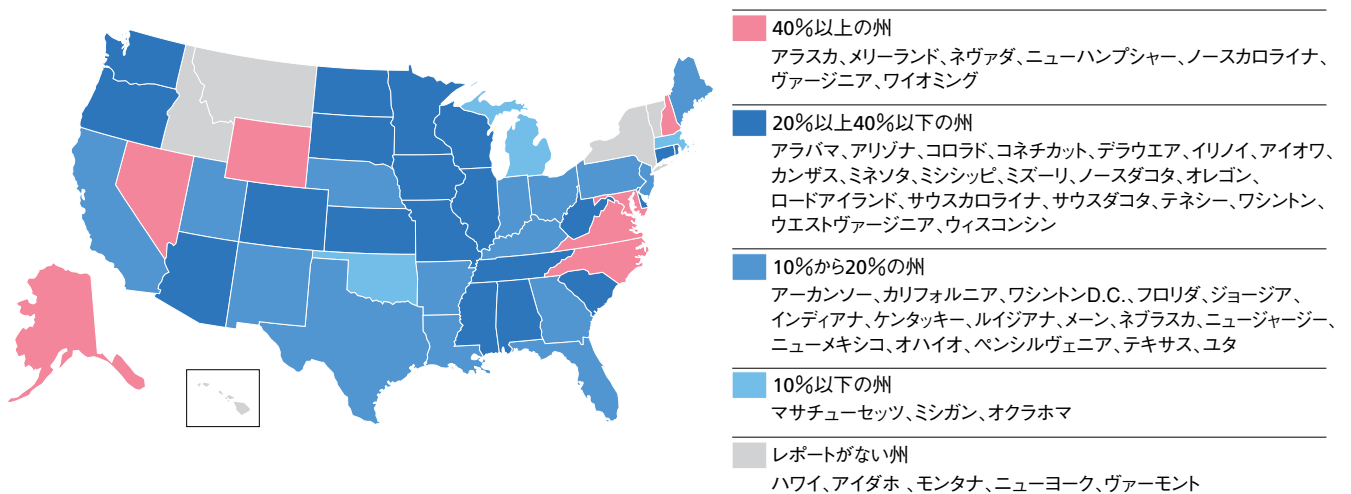 40%以上の州
アラスカ、メリーランド、ネヴァダ、ニューハンプシャー、ノースカロライナ、
ヴァージニア、ワイオミング
20%以上40%以下の州
アラバマ、アリゾナ、コロラド、コネチカット、デラウエア、イリノイ、アイオワ、
カンザス、ミネソタ、ミシシッピ、ミズーリ、ノースダコタ、オレゴン、
ロードアイランド、サウスカロライナ、サウスダコタ、テネシー、ワシントン、
ウエストヴァージニア、ウィスコンシン
10%から20%の州
アーカンソー、カリフォルニア、ワシントンD.C.、フロリダ、ジョージア、
インディアナ、ケンタッキー、ルイジアナ、メーン、ネブラスカ、ニュージャージー、
ニューメキシコ、オハイオ、ペンシルヴェニア、テキサス、ユタ
10%以下の州
マサチューセッツ、ミシガン、オクラホマ
レポートがない州
ハワイ、アイダホ 、モンタナ、ニューヨーク、ヴァーモント